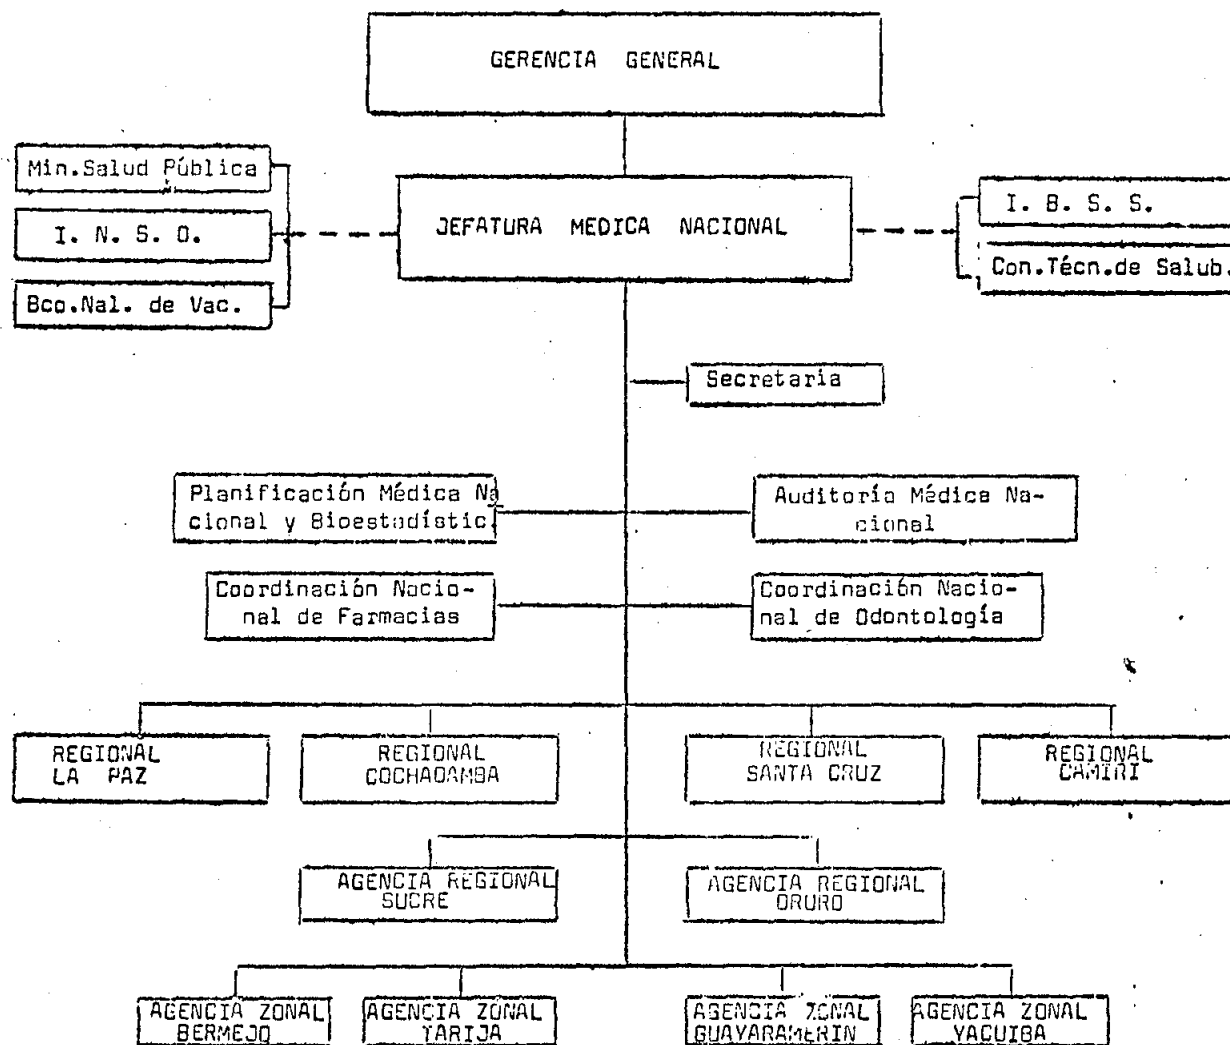 GERENCIA GENERAL
Min.Salud Pública
I. N. S. O.
Bco.Nal. de Vac.
JEFATURA MEDICA NACIONAL
I. B. S. S.
Con.Técn.de Salub.
Secretaria
Planificación Médica Na
cional y Bioestadístic.
Auditoría Médica Na-
cional
Coordinación Nacio-
nal de Farmacias
Coordinación Nacio-
nal de Odontología
REGIONAL
LA PAZ
REGIONAL
COCHABAMBA
REGIONAL
SANTA CRUZ
REGIONAL
CAMIRI
AGENCIA REGIONAL
SUCRE
AGENCIA REGIONAL
ORURO
AGENCIA ZONAL
BERMEJO
AGENCIA ZONAL
TARIJA
AGENCIA ZONAL
GUAYARAMERIN
AGENCIA ZONAL
YACUIBA